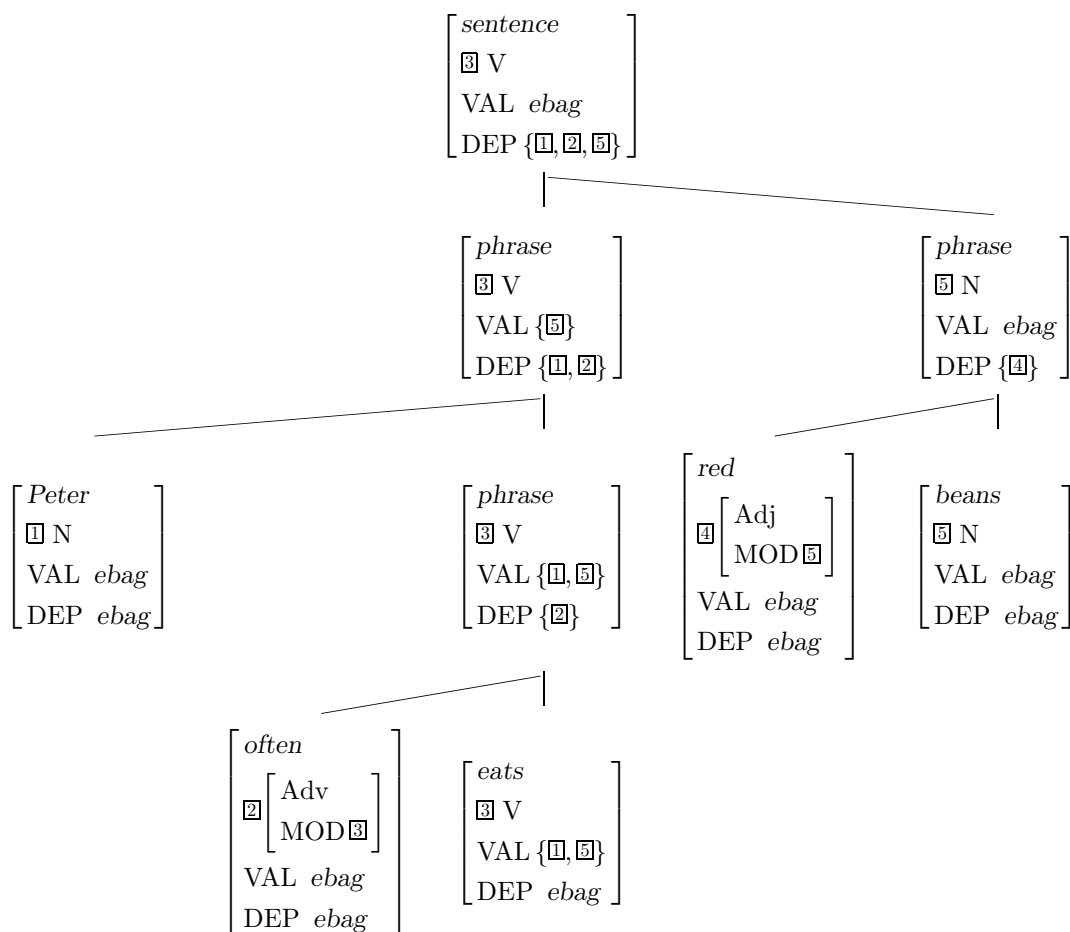 sentence
3 V
VAL ebag
DEP {1, 2, 5}
phrase
3 V
VAL {5}
DEP {1, 2}
phrase
5 N
VAL ebag
DEP {4}
Peter
1 N
VAL ebag
DEP ebag
phrase
3 V
VAL {1, 5}
DEP {2}
red
4 Adj
MOD 5
VAL ebag
DEP ebag
beans
5 N
VAL ebag
DEP ebag
often
2 Adv
MOD 3
VAL ebag
DEP ebag
eats
3 V
VAL {1, 5}
DEP ebag